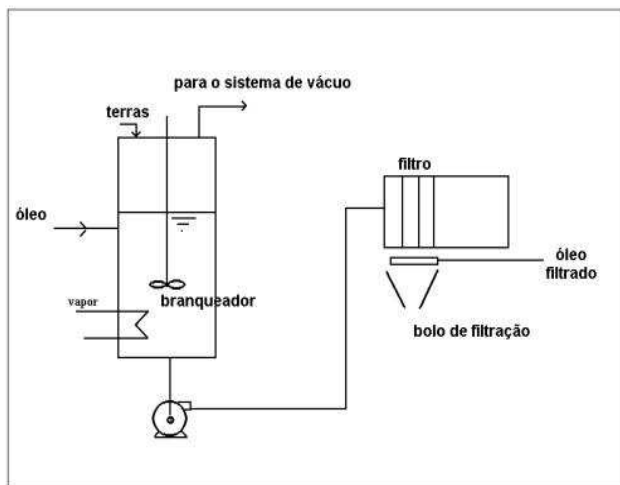 para o sistema de vácuo
terras
filtro
óleo
óleo
filtrado
vapor
branqueador
bolo de filtração